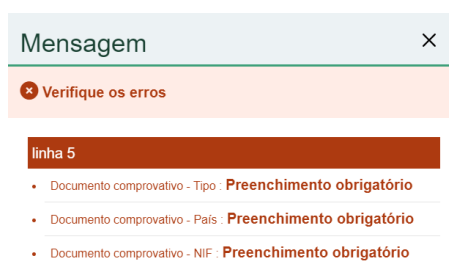 Mensagem
Verifique os erros
linha 5
Documento comprovativo - Tipo : Preenchimento obrigatório
Documento comprovativo - País : Preenchimento obrigatório
Documento comprovativo - NIF : Preenchimento obrigatório